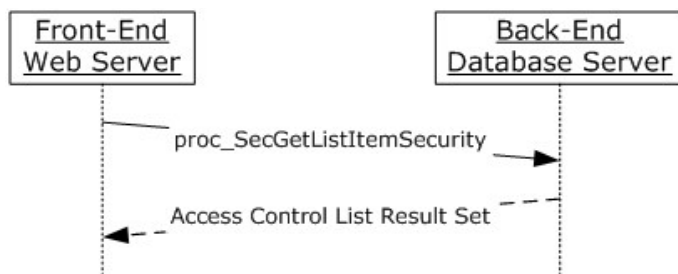 Front-End
Web Server
Back-End
Database Server
proc_SecGetListItemSecurity
Access Control List Result Set